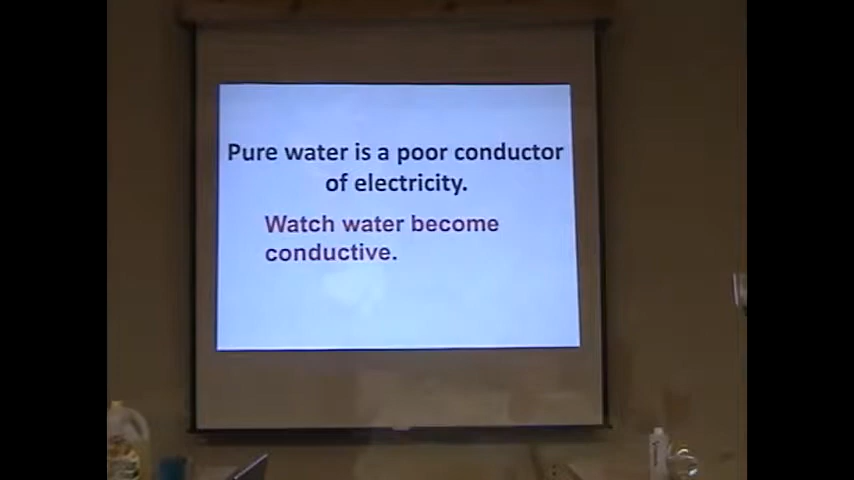 Pure water is a poor conductor
of electricity.
Watch water become
conductive.